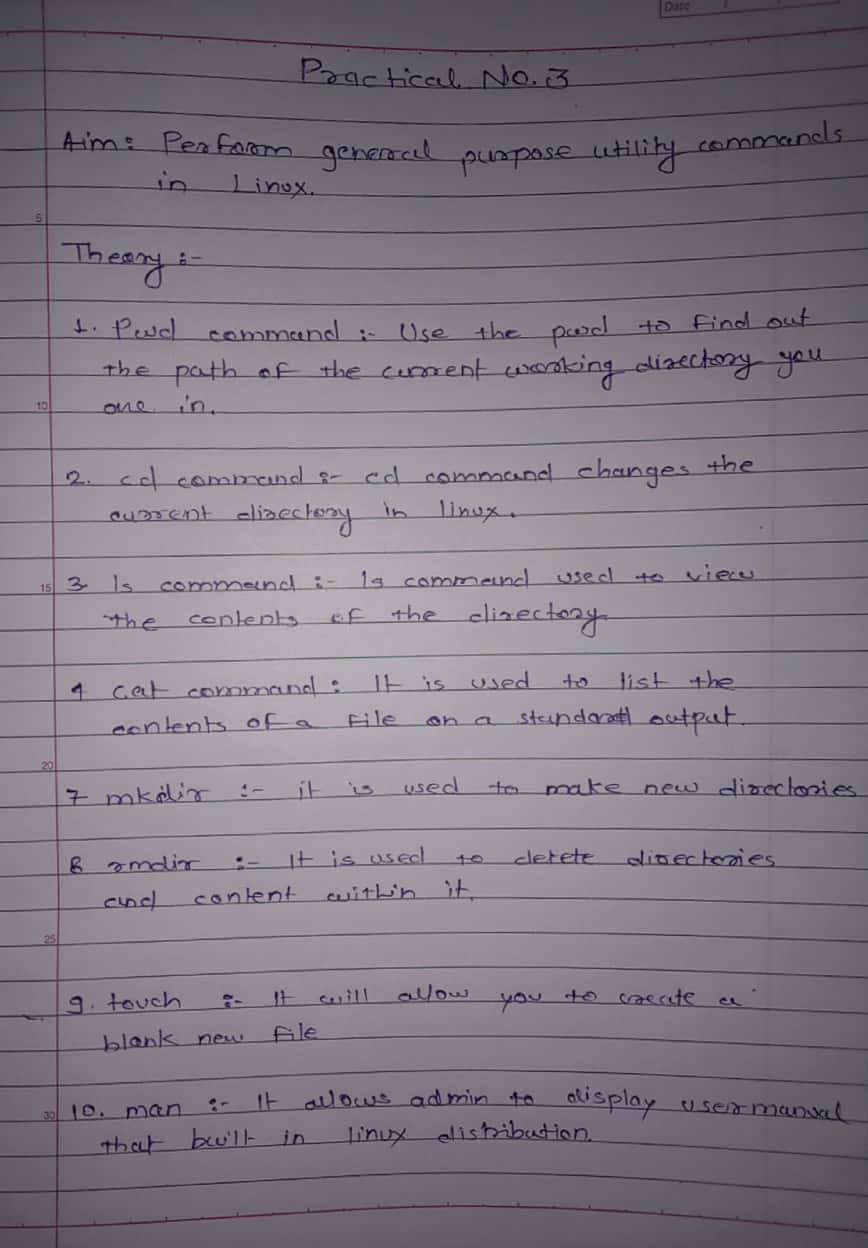 Date
Practical No. 3
Aim: Perform general purpose utility commands
in Linux.
5
Theory :-
1. Pwd command :- Use the pwd to find out
the path of the current working directory you
10
are in.
2. cd command :- cd command changes the
current directory in linux.
15
3 ls command :- ls command used to view
the contents of the directory
4 cat command : It is used to list the
contents of a file on a standard output.
20
7 mkdir :- it is used to make new directories
8 rmdir :- It is used to delete directories
and content within it.
25
9. touch :- It will allow you to create a
blank new file
30
10. man :- It allows admin to display user manual
that built in linux distribution.